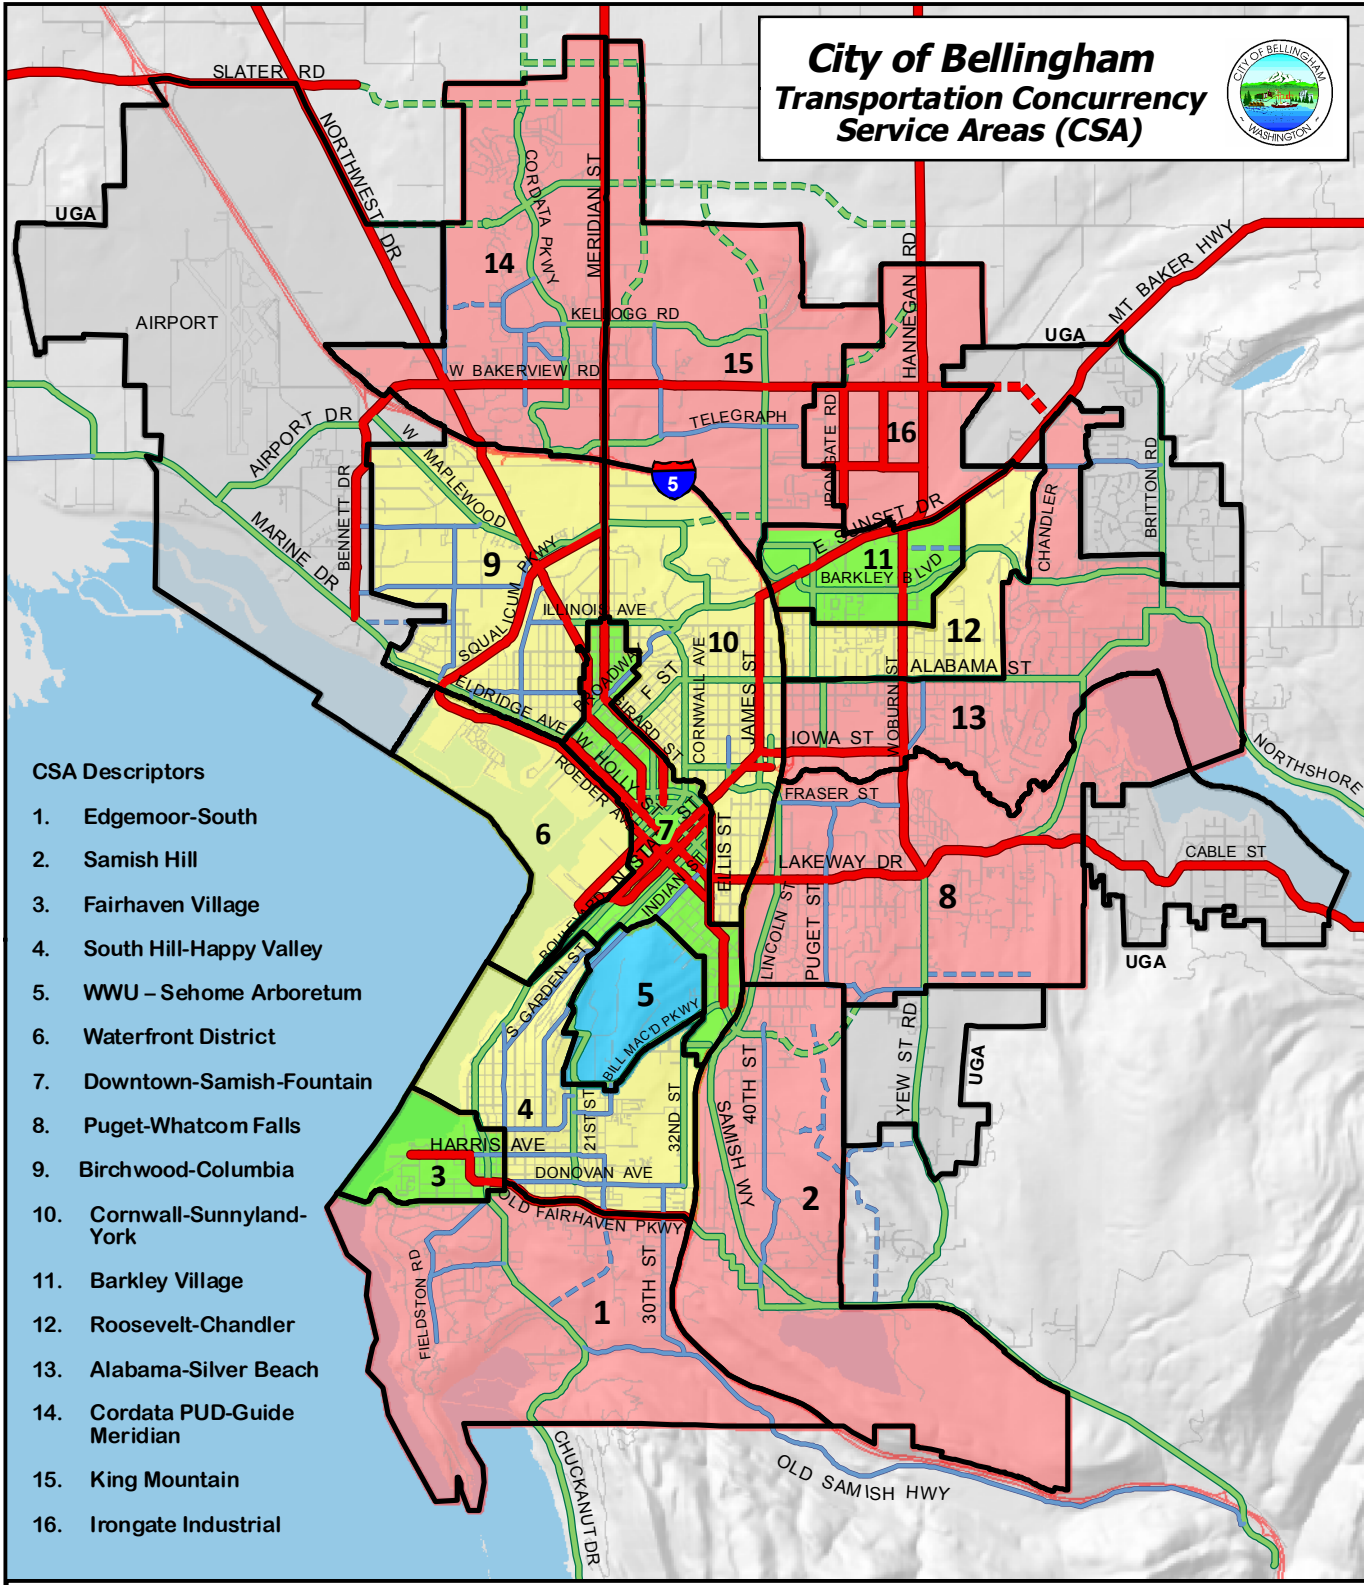 City of Bellingham
Transportation Concurrency
Service Areas (CSA)
CITY OF BELLINGHAM
WASHINGTON
SLATER RD
NORTHWEST DR
CORDATA PKWY
MERIDIAN ST
UGA
14
HANNEGAN RD
MT BAKER HWY
AIRPORT
KELLOGG RD
UGA
15
W BAKERVIEW RD
TELEGRAPH
IRONGATE RD
16
AIRPORT DR
W MAPLEWOOD
5
BENNETT DR
MARINE DR
E SUNSET DR
CHANDLER
BRITTON RD
9
SQUALICUM PKWY
11
BARKLEY BLVD
ILLINOIS AVE
10
12
ELDRIDGE AVE
BROADWAY
F ST
GIRARD ST
CORNWALL AVE
JAMES ST
WOBURN ST
ALABAMA ST
13
IOWA ST
NORTHSHORE
W HOLLY ST
ROEDER AVE
FRASER ST
6
7
N STATE ST
ELLIS ST
LAKEWAY DR
CABLE ST
8
INDIAN ST
BOULEVARD
LINCOLN ST
PUGET ST
UGA
S GARDEN ST
5
BILL MAC'D PKWY
YEW ST RD
UGA
40TH ST
SAMISH WY
4
21ST ST
32ND ST
HARRIS AVE
3
DONOVAN AVE
2
OLD FAIRHAVEN PKWY
FIELDSTON RD
30TH ST
1
CHUCKANUT DR
OLD SAMISH HWY
CSA Descriptors
1. Edgemoor-South
2. Samish Hill
3. Fairhaven Village
4. South Hill-Happy Valley
5. WWU – Sehome Arboretum
6. Waterfront District
7. Downtown-Samish-Fountain
8. Puget-Whatcom Falls
9. Birchwood-Columbia
10. Cornwall-Sunnyland-
York
11. Barkley Village
12. Roosevelt-Chandler
13. Alabama-Silver Beach
14. Cordata PUD-Guide
Meridian
15. King Mountain
16. Irongate Industrial